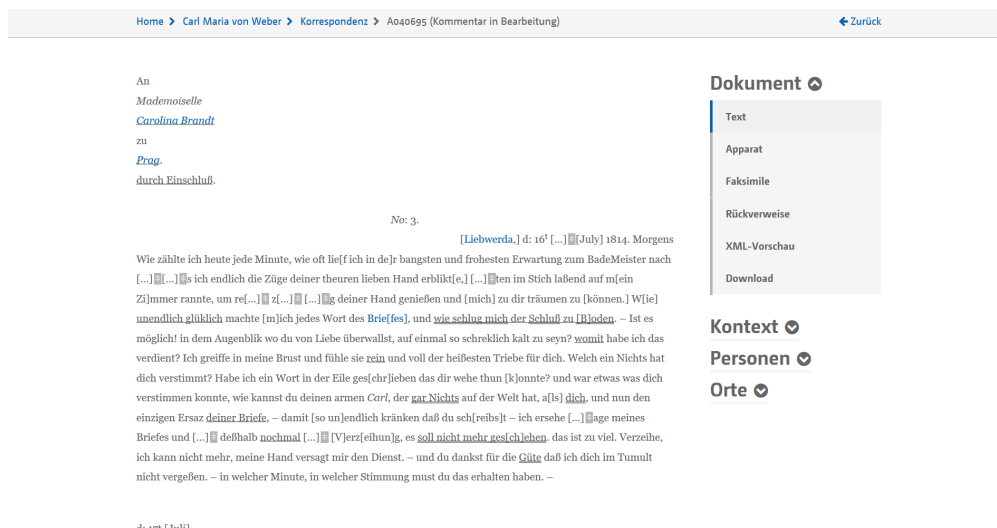 Home > Carl Maria von Weber > Korrespondenz > A040695 (Kommentar in Bearbeitung)
Zurück
An
Mademoiselle
Carolina Brandt
zu
Prag.
durch Einschluß.
No: 3.
[Liebwerda,] d: 16t […] ‡ [July] 1814. Morgens
Wie zählte ich heute jede Minute, wie oft lie[f ich in de]r bangsten und frohesten Erwartung zum BadeMeister nach
[…] ‡ […] ‡ s ich endlich die Züge deiner theuren lieben Hand erblikt[e,] […] ‡ ten im Stich laßend auf m[ein
Zi]mmer rannte, um re[…] ‡ z[…] ‡ […] ‡ g deiner Hand genießen und [mich] zu dir träumen zu [können.] W[ie]
unendlich glüklich machte [m]ich jedes Wort des Brie[fes], und wie schlug mich der Schluß zu [B]oden. – Ist es
möglich! in dem Augenblik wo du von Liebe überwallst, auf einmal so schreklich kalt zu seyn? womit habe ich das
verdient? Ich greiffe in meine Brust und fühle sie rein und voll der heißesten Triebe für dich. Welch ein Nichts hat
dich verstimmt? Habe ich ein Wort in der Eile ges[chr]ieben das dir wehe thun [k]onnte? und war etwas was dich
verstimmen konnte, wie kannst du deinen armen Carl, der gar Nichts auf der Welt hat, a[ls] dich, und nun den
einzigen Ersaz deiner Briefe, – damit [so un]endlich kränken daß du sch[reibs]t – ich ersehe […] ‡ age meines
Briefes und […] ‡ deßhalb nochmal […] ‡ [V]erz[eihun]g, es soll nicht mehr ges[ch]ehen. das ist zu viel. Verzeihe,
ich kann nicht mehr, meine Hand versagt mir den Dienst. – und du dankst für die Güte daß ich dich im Tumult
nicht vergeßen. – in welcher Minute, in welcher Stimmung must du das erhalten haben. –
d: 17t [Juli]
Dokument
Text
Apparat
Faksimile
Rückverweise
XML-Vorschau
Download
Kontext
Personen
Orte